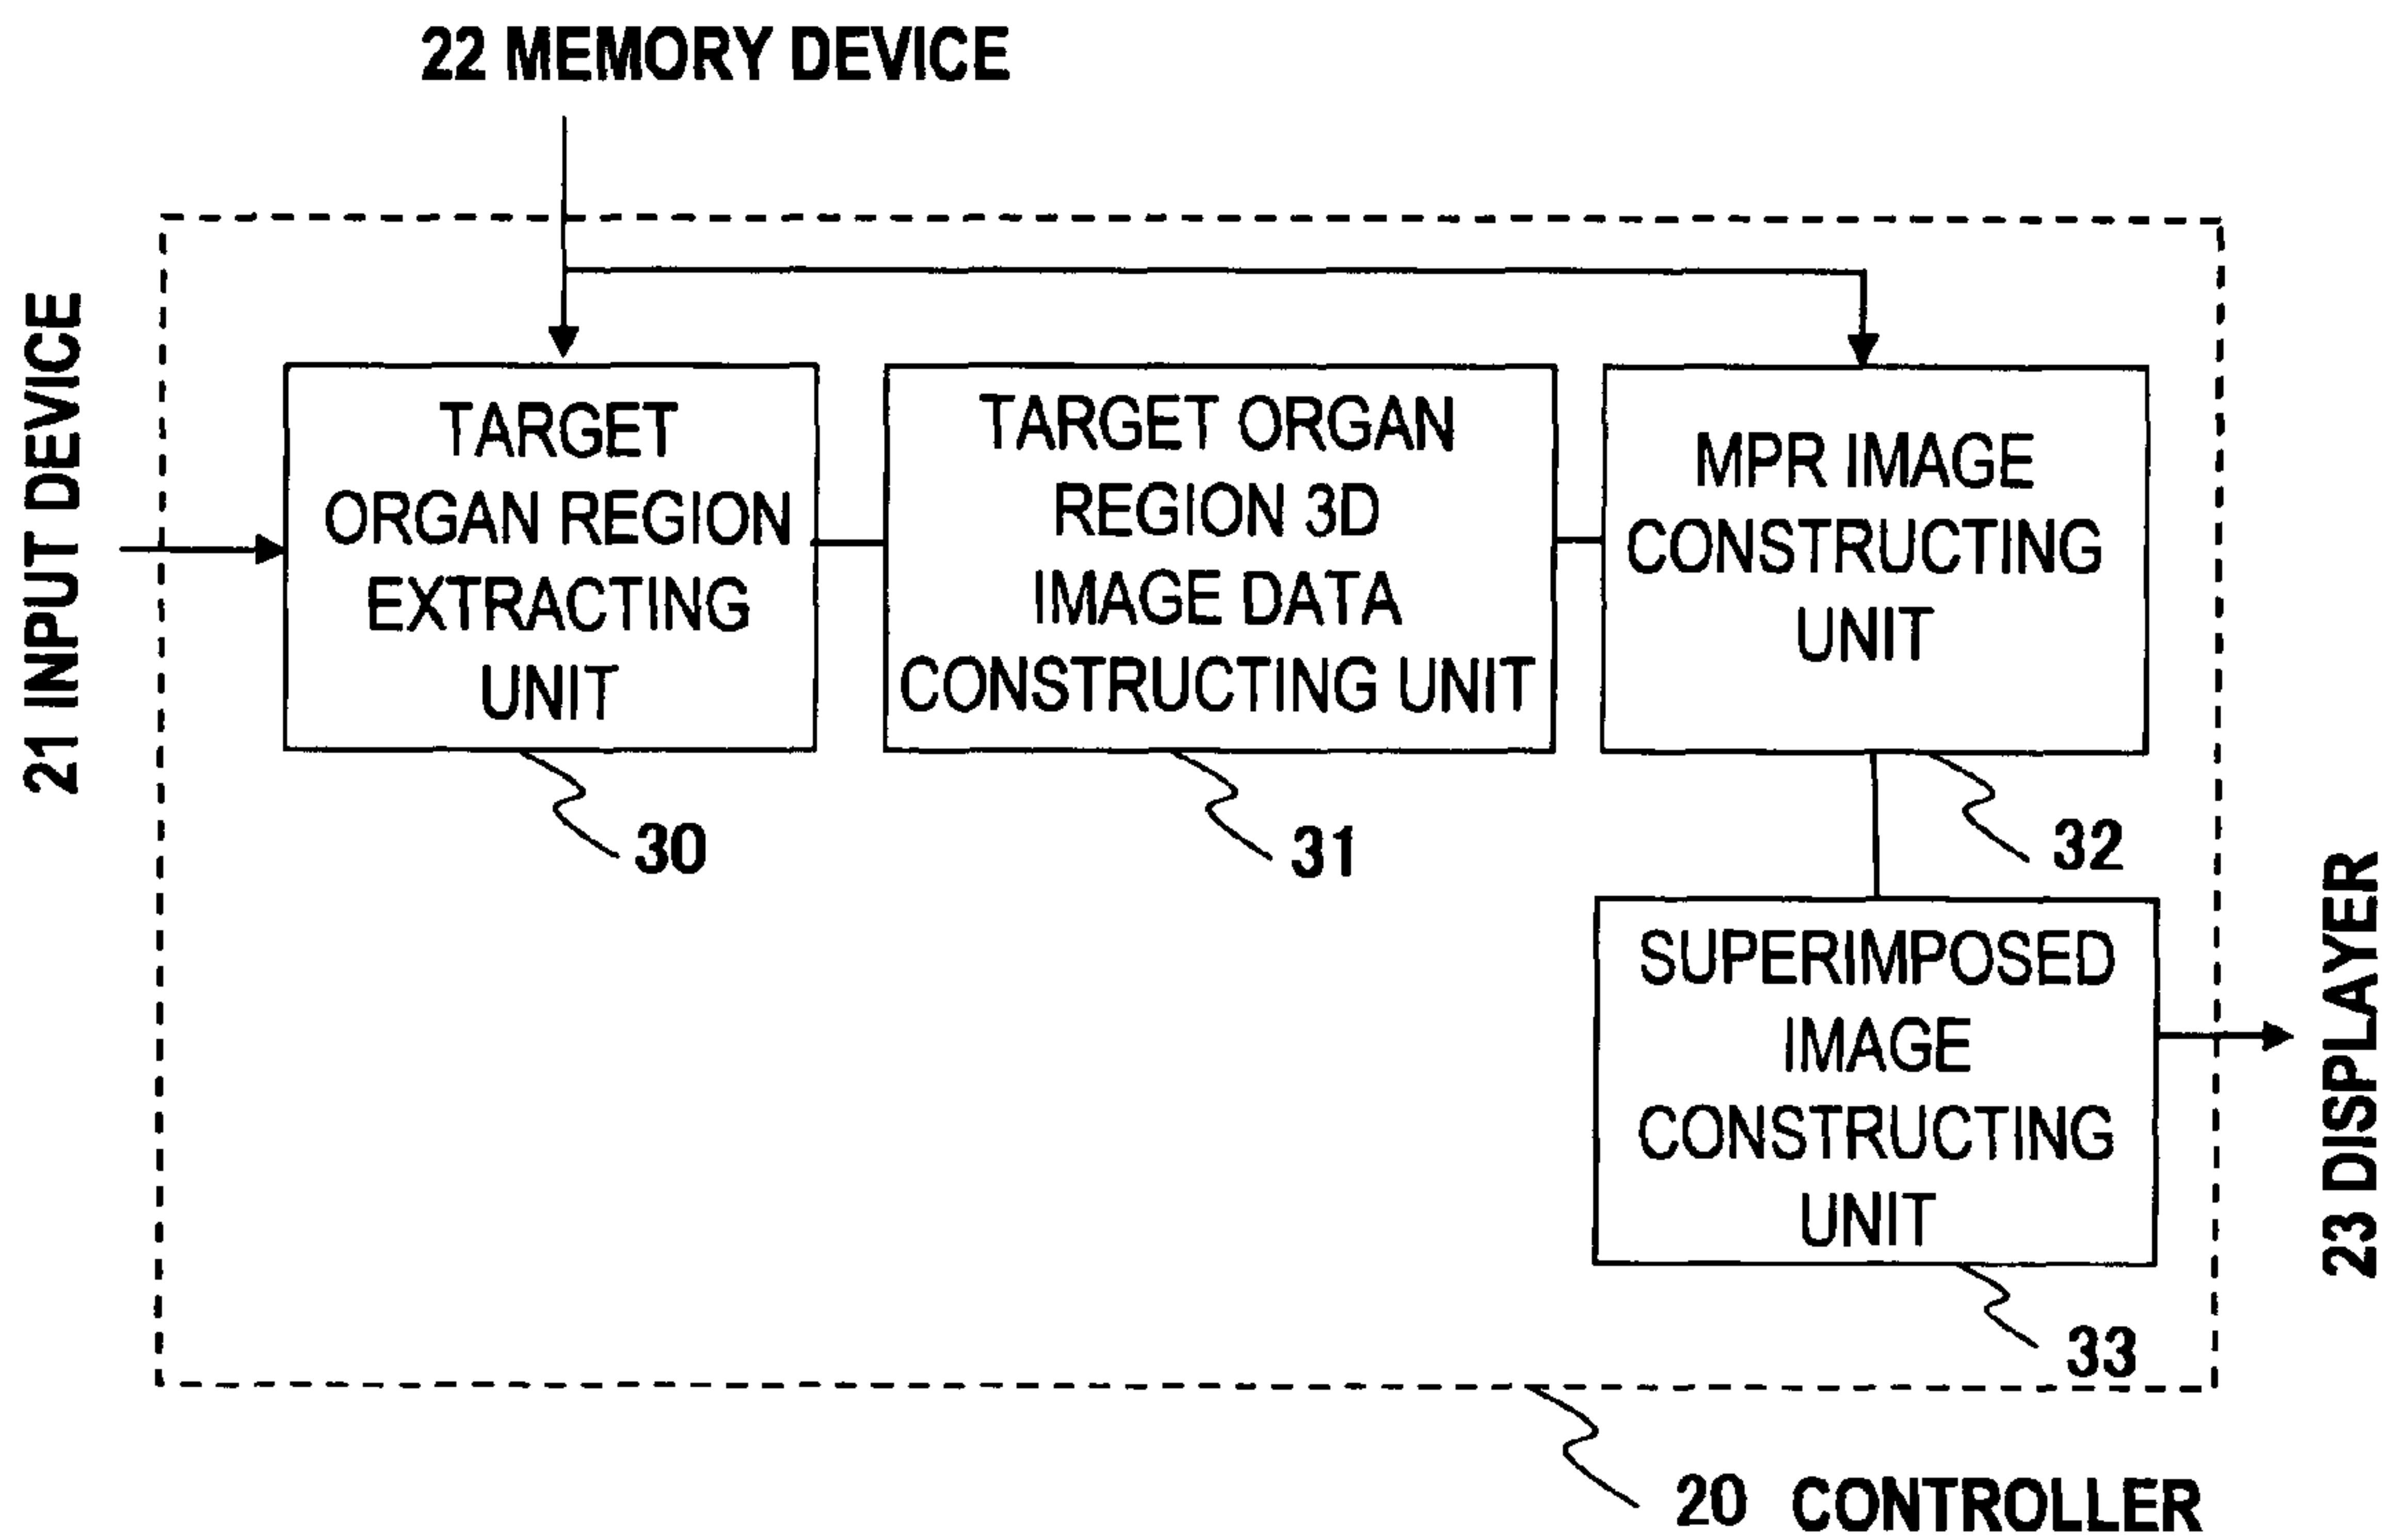 22 MEMORY DEVICE
21 INPUT DEVICE
TARGET
ORGAN REGION
EXTRACTING
UNIT
30
TARGET ORGAN
REGION 3D
IMAGE DATA
CONSTRUCTING UNIT
31
MPR IMAGE
CONSTRUCTING
UNIT
32
SUPERIMPOSED
IMAGE
CONSTRUCTING
UNIT
33
23 DISPLAYER
20 CONTROLLER